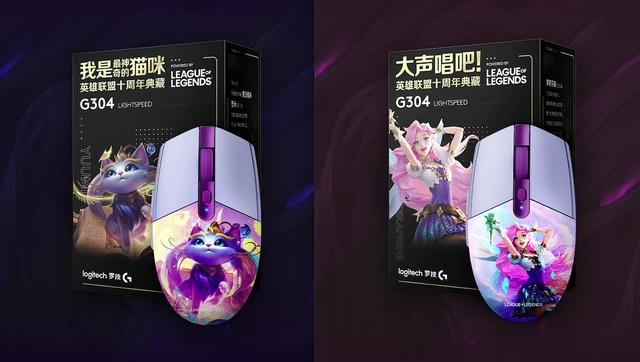 我是最神奇的猫咪
英雄联盟十周年典藏
G304 LIGHTSPEED
POWERED BY
LEAGUE OF
LEGENDS
logitech 罗技 G
大声唱吧!
英雄联盟十周年典藏
G304 LIGHTSPEED
POWERED BY
LEAGUE OF
LEGENDS
SERAPHINE
logitech 罗技 G
LEAGUE OF LEGENDS